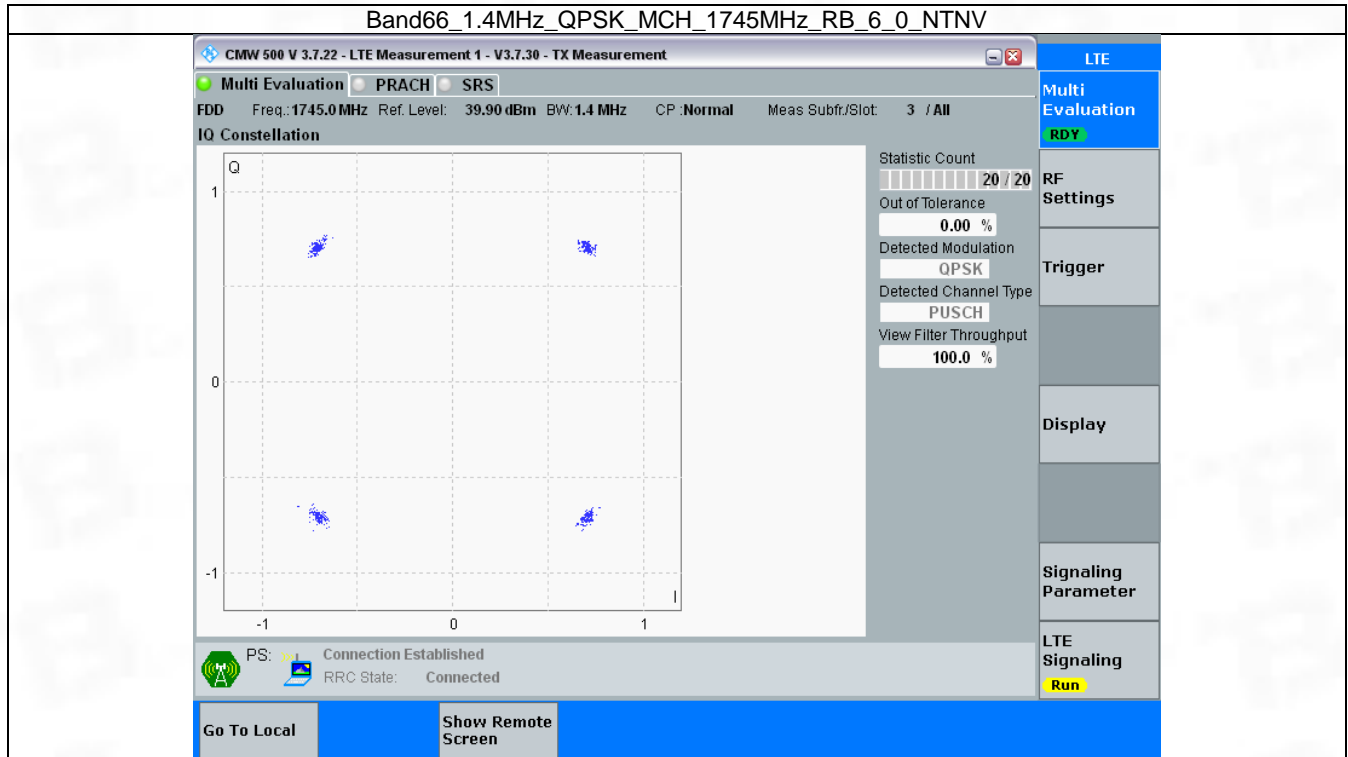 Band66_1.4MHz_QPSK_MCH_1745MHz_RB_6_0_NTNV
CMW 500 V 3.7.22 - LTE Measurement 1 - V3.7.30 - TX Measurement
Multi Evaluation PRACH SRS
FDD Freq.:1745.0 MHz Ref. Level: 39.90 dBm BW:1.4 MHz CP :Normal Meas Subfr./Slot: 3 / All
IQ Constellation
Q
1
0
-1
I
-1 0 1
Statistic Count
20 / 20
Out of Tolerance
0.00 %
Detected Modulation
QPSK
Detected Channel Type
PUSCH
View Filter Throughput
100.0 %
PS: Connection Established
RRC State: Connected
LTE
Multi
Evaluation
RDY
RF
Settings
Trigger
Display
Signaling
Parameter
LTE
Signaling
Run
Go To Local
Show Remote
Screen